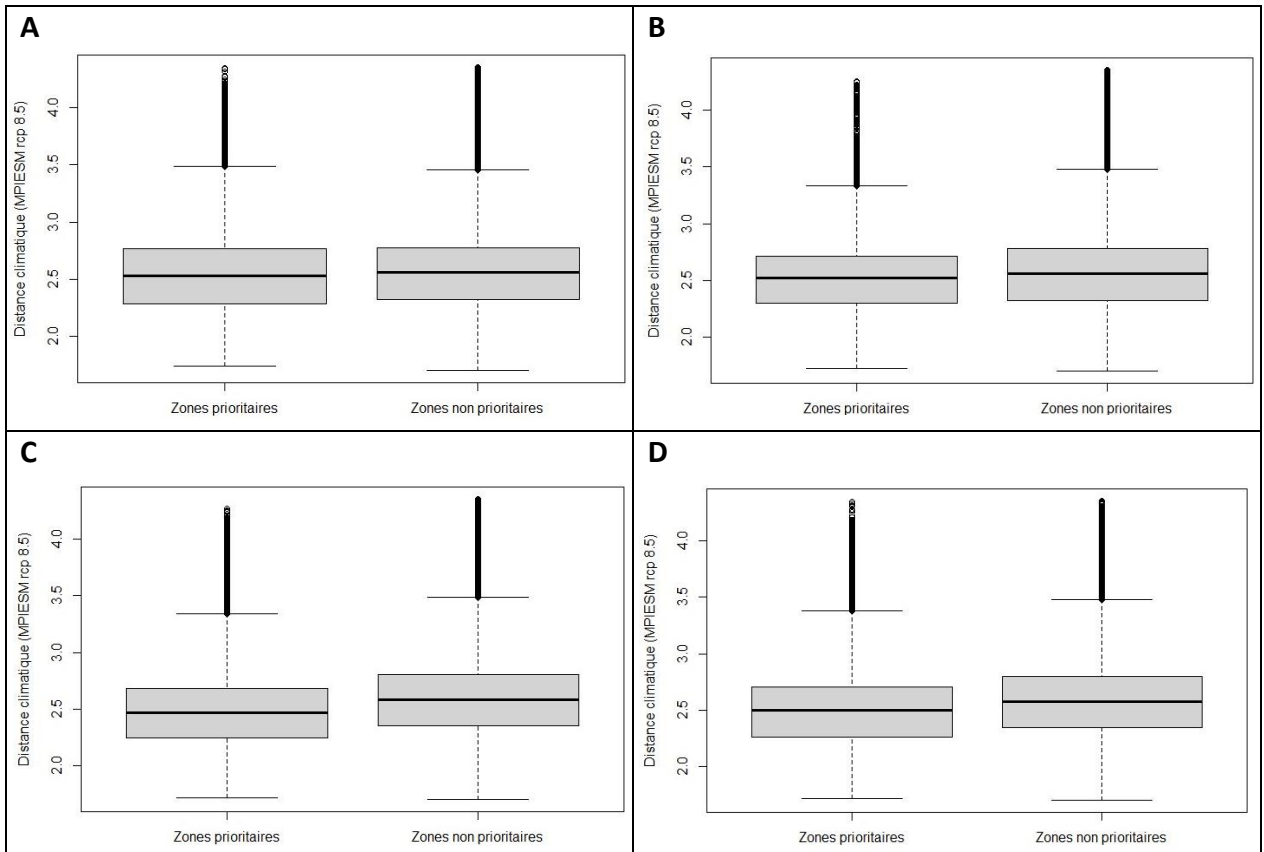 A
Distance climatique (MPIESM rcp 8.5)
4.0
3.5
3.0
2.5
2.0
Zones prioritaires
Zones non prioritaires
B
Distance climatique (MPIESM rcp 8.5)
4.0
3.5
3.0
2.5
2.0
Zones prioritaires
Zones non prioritaires
C
Distance climatique (MPIESM rcp 8.5)
4.0
3.5
3.0
2.5
2.0
Zones prioritaires
Zones non prioritaires
D
Distance climatique (MPIESM rcp 8.5)
4.0
3.5
3.0
2.5
2.0
Zones prioritaires
Zones non prioritaires